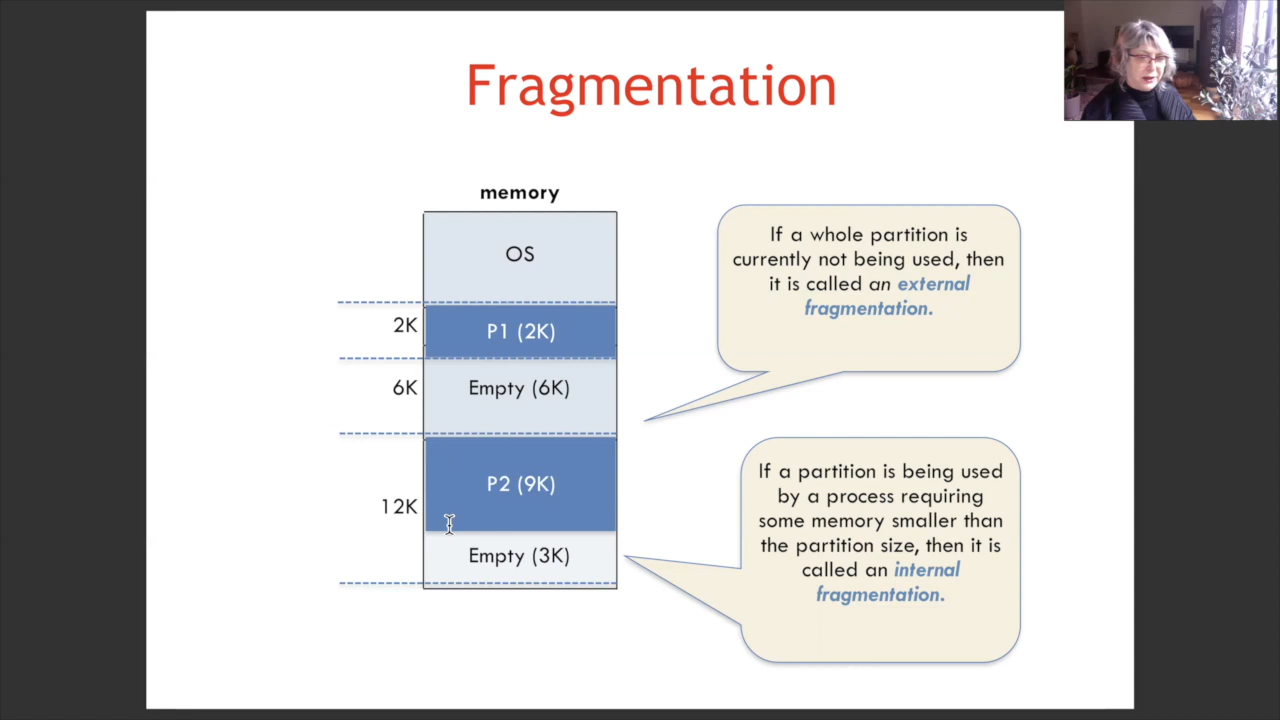 Fragmentation
memory
OS
2K
P1 (2K)
6K
Empty (6K)
12K
P2 (9K)
Empty (3K)
If a whole partition is
currently not being used, then
it is called an external
fragmentation.
If a partition is being used
by a process requiring
some memory smaller than
the partition size, then it is
called an internal
fragmentation.